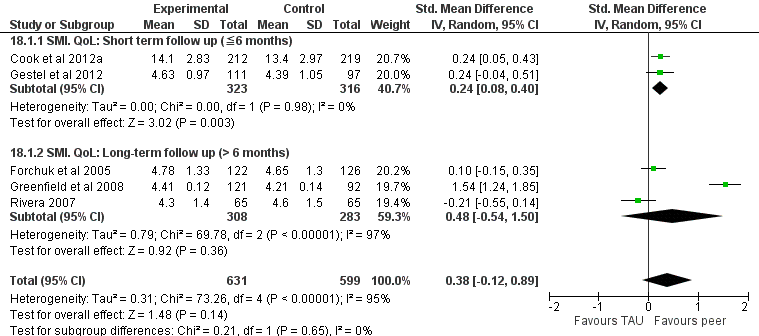 Experimental Control Std. Mean Difference Std. Mean Difference
Study or Subgroup Mean SD Total Mean SD Total Weight IV, Random, 95% CI IV, Random, 95% CI
18.1.1 SMI. QoL: Short term follow up (≦6 months)
Cook et al 2012a 14.1 2.83 212 13.4 2.97 219 20.7% 0.24 [0.05, 0.43]
Gestel et al 2012 4.63 0.97 111 4.39 1.05 97 20.0% 0.24 [-0.04, 0.51]
Subtotal (95% CI) 323 316 40.7% 0.24 [0.08, 0.40]
Heterogeneity: Tau² = 0.00; Chi² = 0.00, df = 1 (P = 0.98); I² = 0%
Test for overall effect: Z = 3.02 (P = 0.003)
18.1.2 SMI. QoL: Long-term follow up (> 6 months)
Forchuk et al 2005 4.78 1.33 122 4.65 1.3 126 20.2% 0.10 [-0.15, 0.35]
Greenfield et al 2008 4.41 0.12 121 4.21 0.14 92 19.7% 1.54 [1.24, 1.85]
Rivera 2007 4.3 1.4 65 4.6 1.5 65 19.4% -0.21 [-0.55, 0.14]
Subtotal (95% CI) 308 283 59.3% 0.48 [-0.54, 1.50]
Heterogeneity: Tau² = 0.79; Chi² = 69.78, df = 2 (P < 0.00001); I² = 97%
Test for overall effect: Z = 0.92 (P = 0.36)
Total (95% CI) 631 599 100.0% 0.38 [-0.12, 0.89]
Heterogeneity: Tau² = 0.31; Chi² = 73.26, df = 4 (P < 0.00001); I² = 95%
Test for overall effect: Z = 1.48 (P = 0.14)
Test for subgroup differences: Chi² = 0.21, df = 1 (P = 0.65), I² = 0%
-2 -1 0 1 2
Favours TAU Favours peer